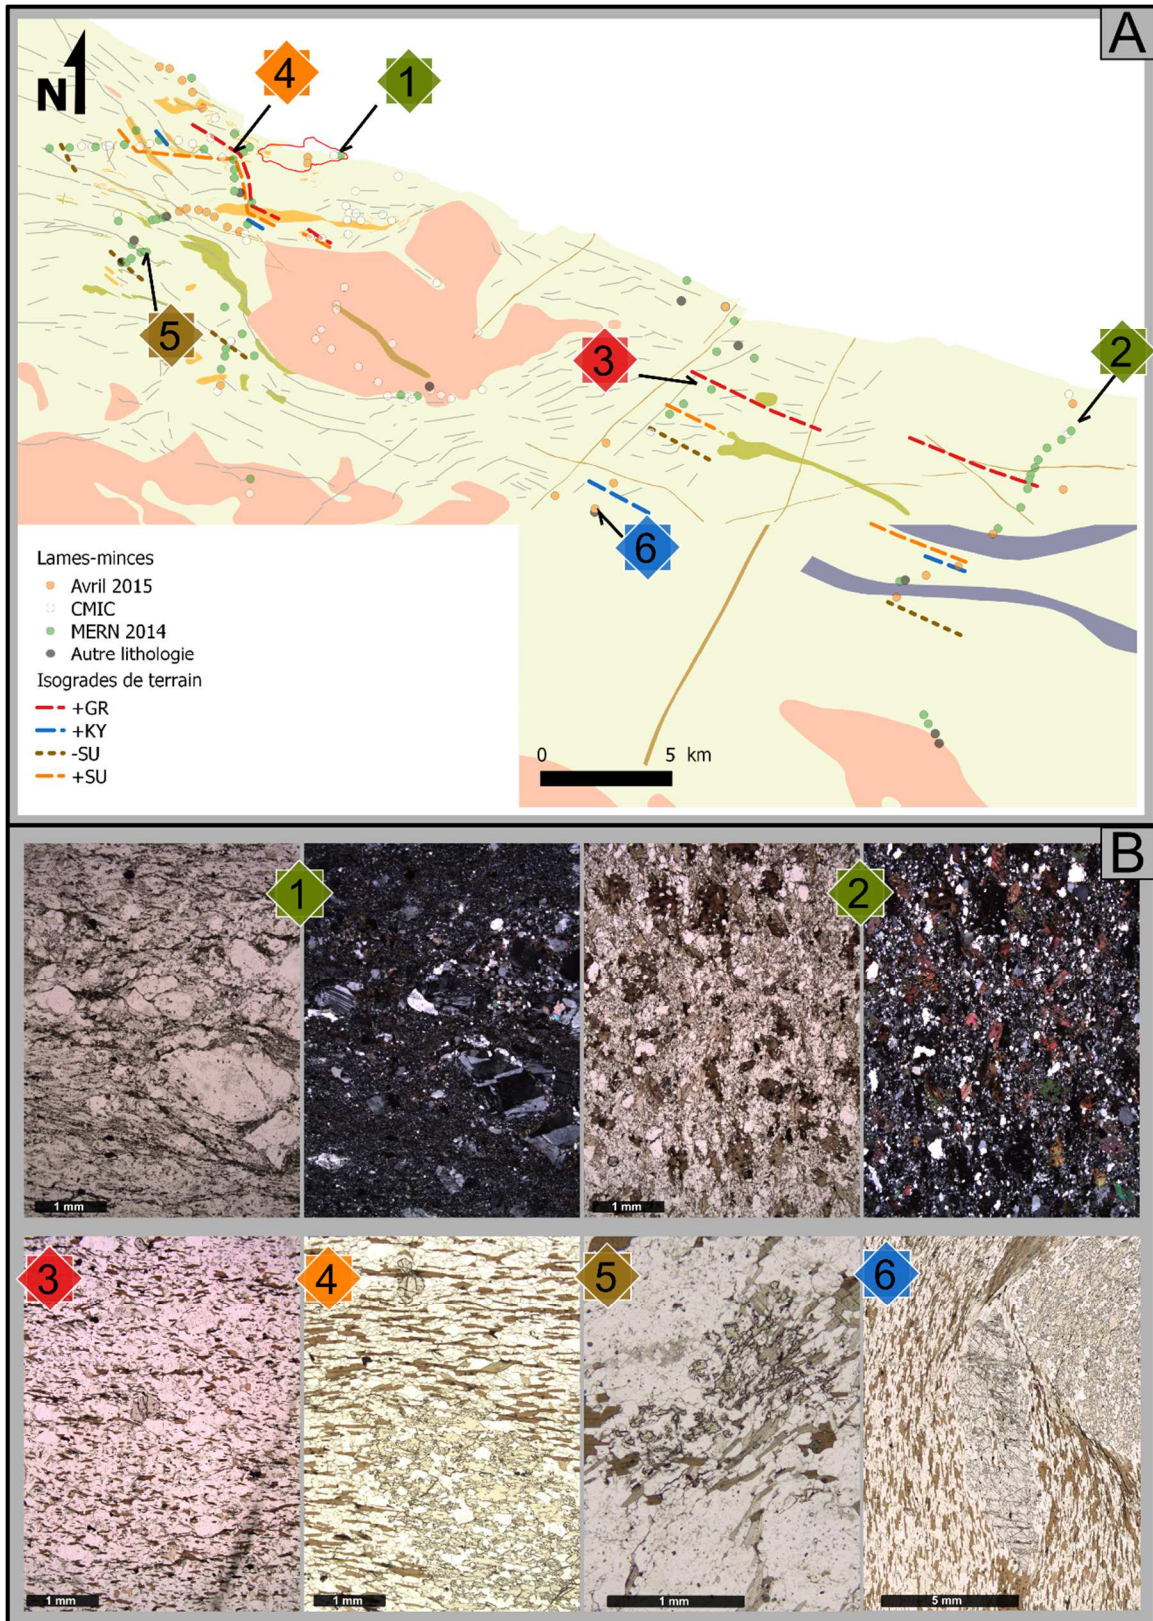 A
N
4
1
5
3
2
6
Lames-minces
Avril 2015
CMIC
MERN 2014
Autre lithologie
Isogrades de terrain
+GR
+KY
-SU
+SU
0 5 km
B
1
2
1 mm
1 mm
3
4
5
6
1 mm
1 mm
1 mm
5 mm